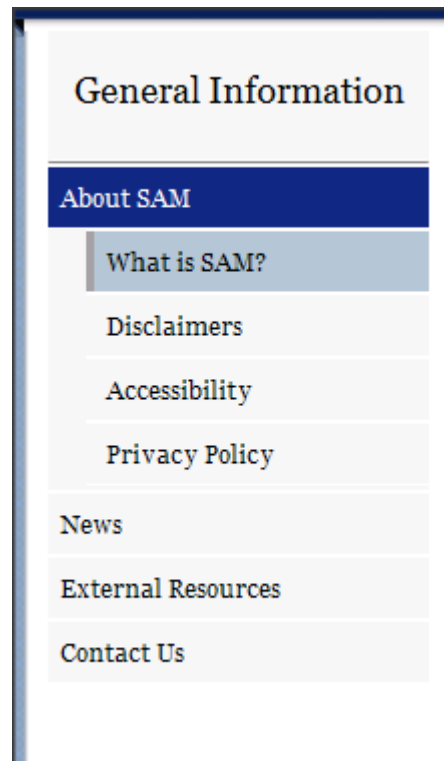 General Information
About SAM
What is SAM?
Disclaimers
Accessibility
Privacy Policy
News
External Resources
Contact Us